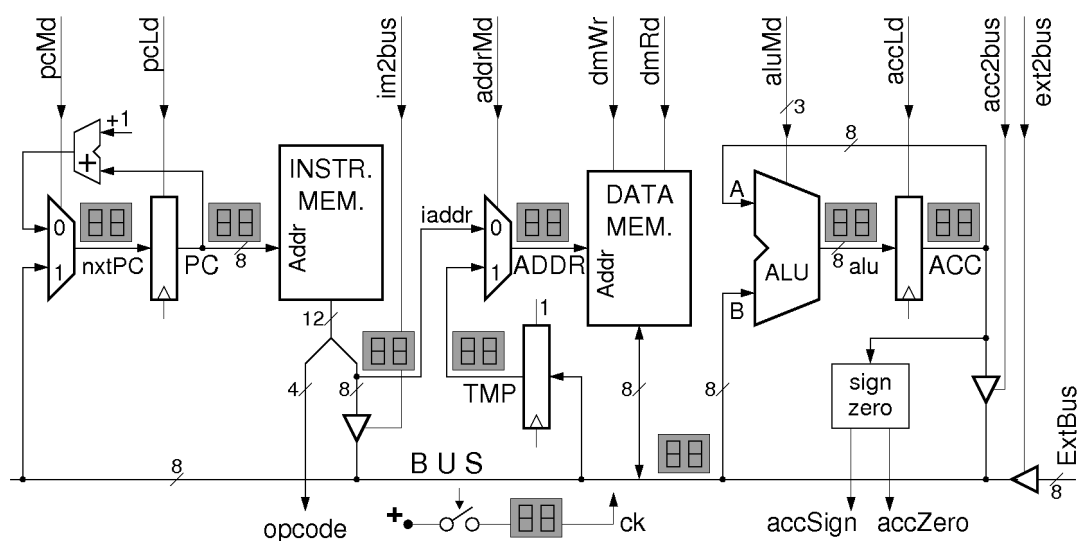 pcMd
pcLd
im2bus
addrMd
dmWr
dmRd
aluMd
accLd
acc2bus
ext2bus
+1
3
8
+
INSTR.
MEM.
Addr
iaddr
DATA
MEM.
Addr
A
B
ALU
0
1
nxtPC
PC
8
0
1
ADDR
8
alu
ACC
12
1
4
8
TMP
8
8
sign
zero
8
BUS
ExtBus
8
opcode
+
ck
accSign
accZero